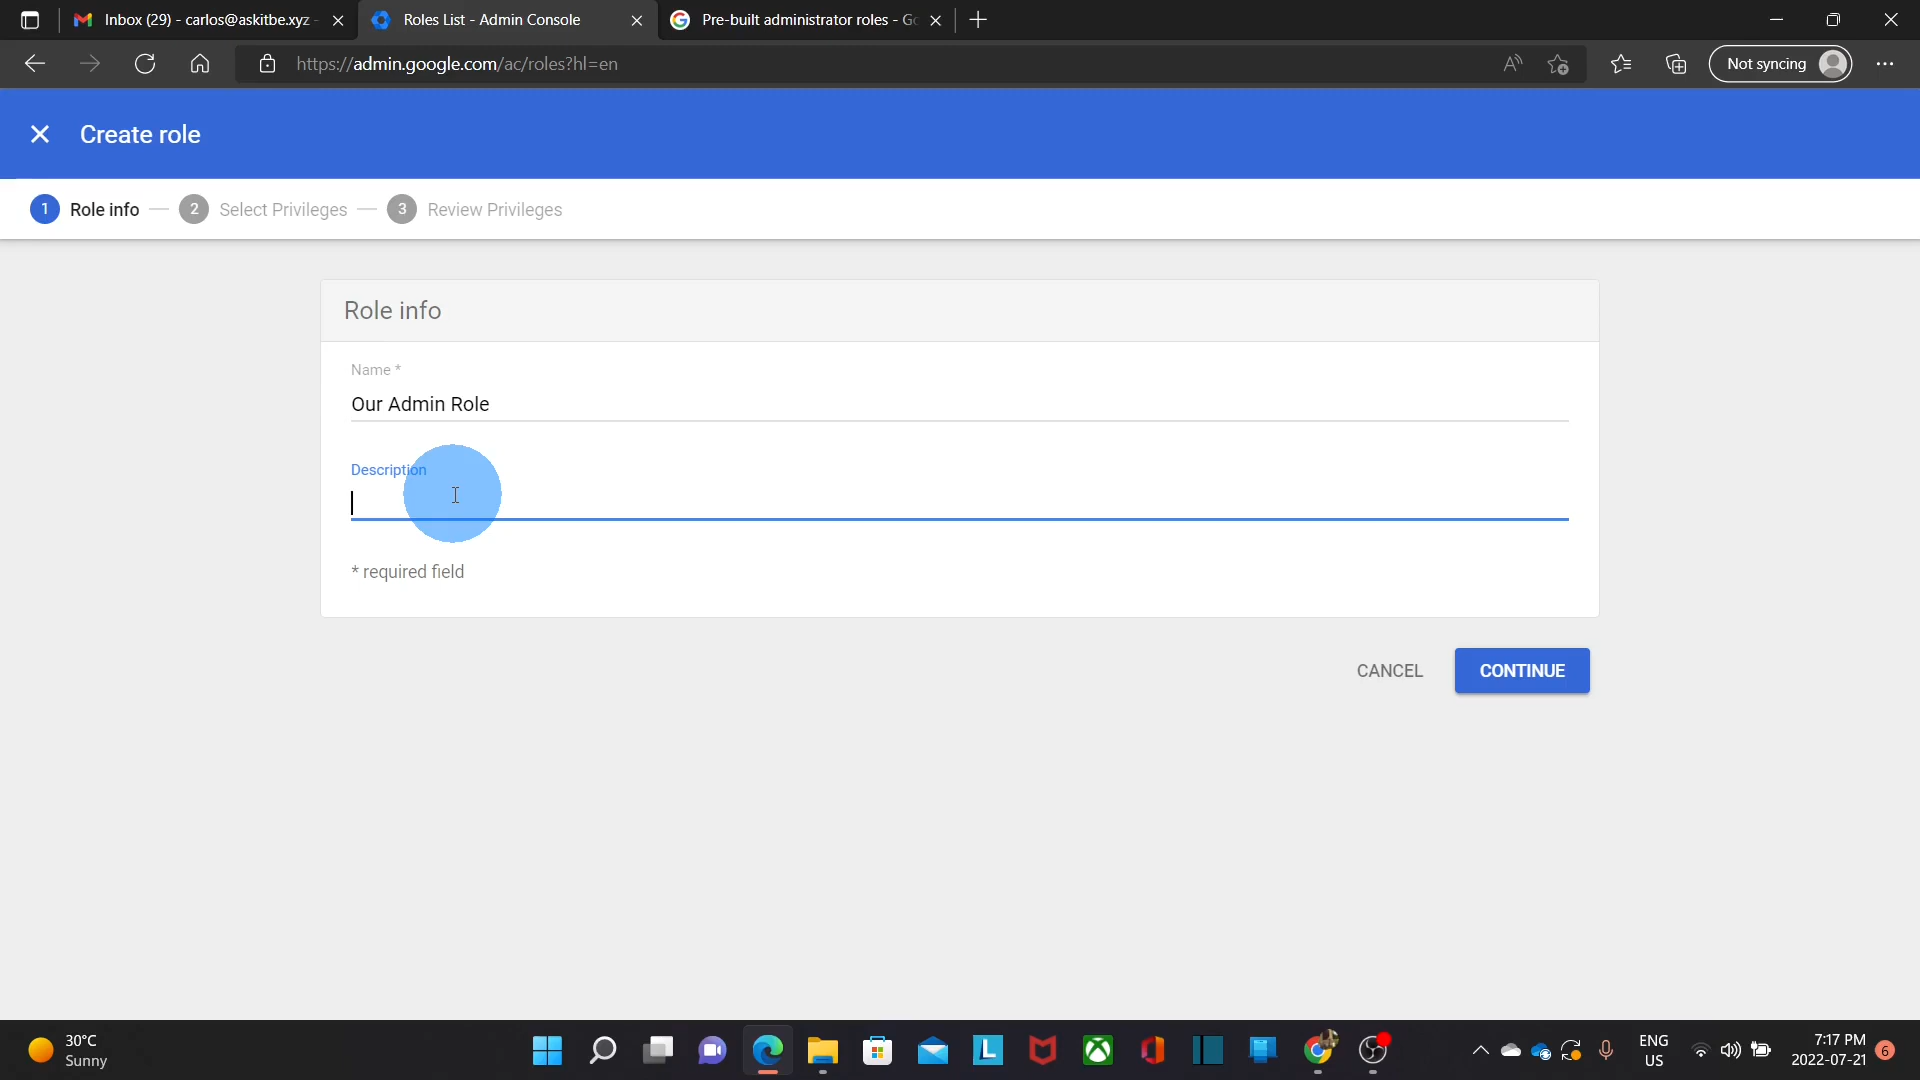 Inbox (29) - carlos@askitbe.xyz -
Roles List - Admin Console
Pre-built administrator roles - Go
https://admin.google.com/ac/roles?hl=en
Not syncing
Create role
1 Role info 2 Select Privileges 3 Review Privileges
Role info
Name *
Our Admin Role
Description
* required field
CANCEL
CONTINUE
30°C
Sunny
L
ENG
US
7:17 PM
2022-07-21
6